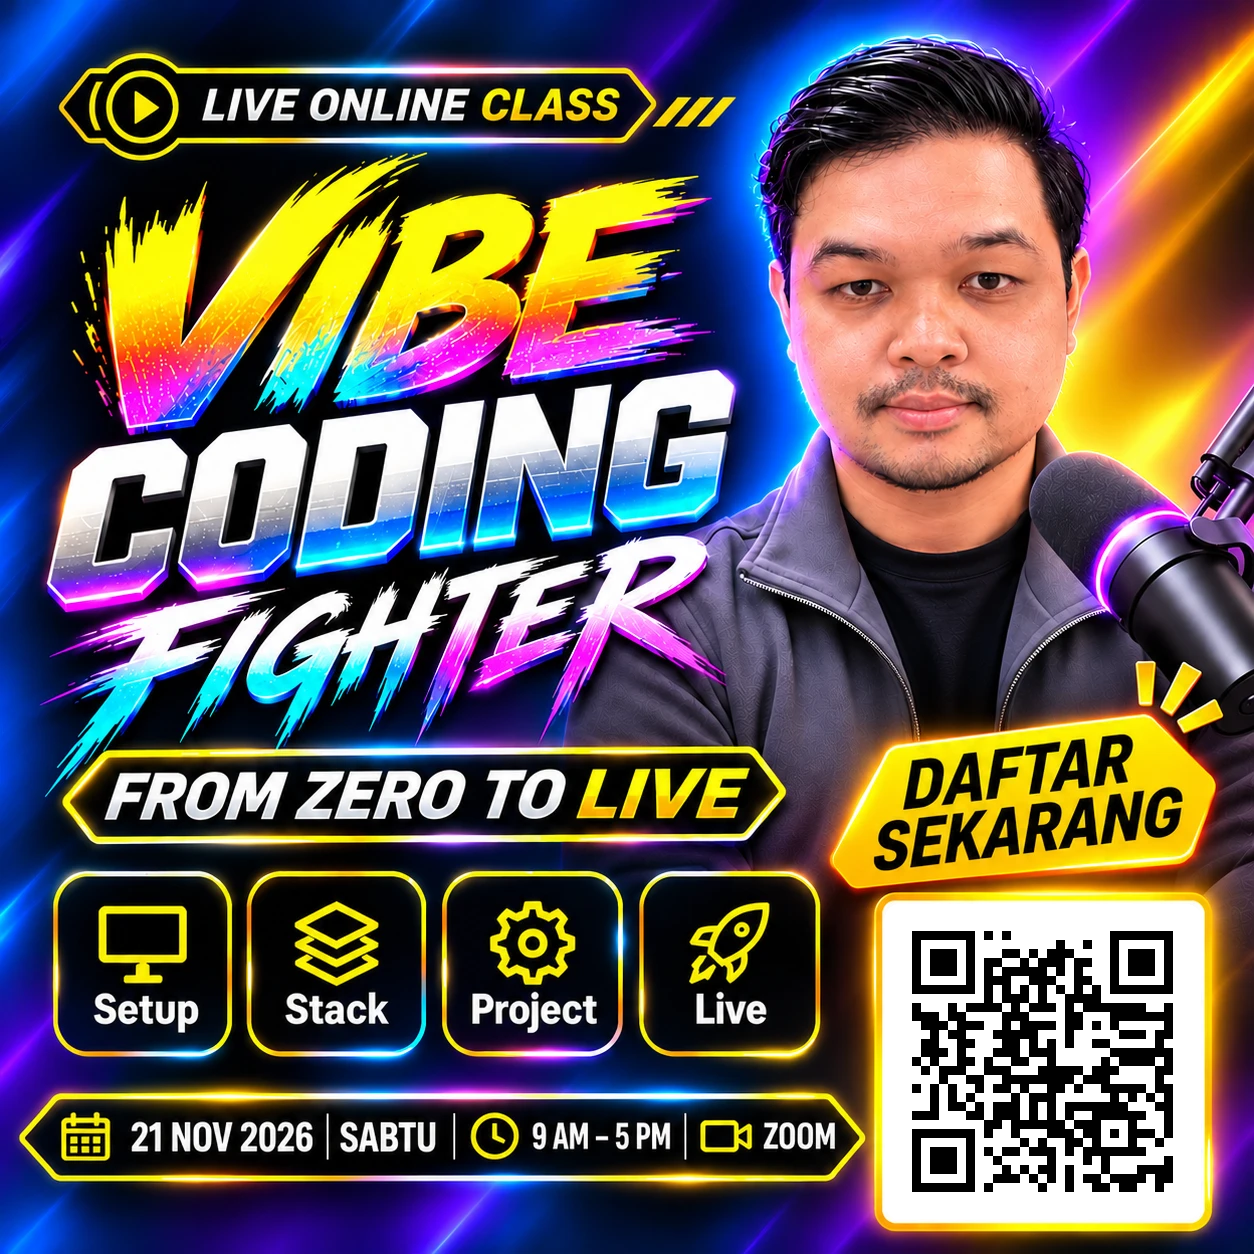 LIVE ONLINE CLASS
VIBE
CODING
FIGHTER
FROM ZERO TO LIVE
Setup
Stack
Project
Live
DAFTAR
SEKARANG
21 NOV 2026 | SABTU | 9 AM – 5 PM | ZOOM